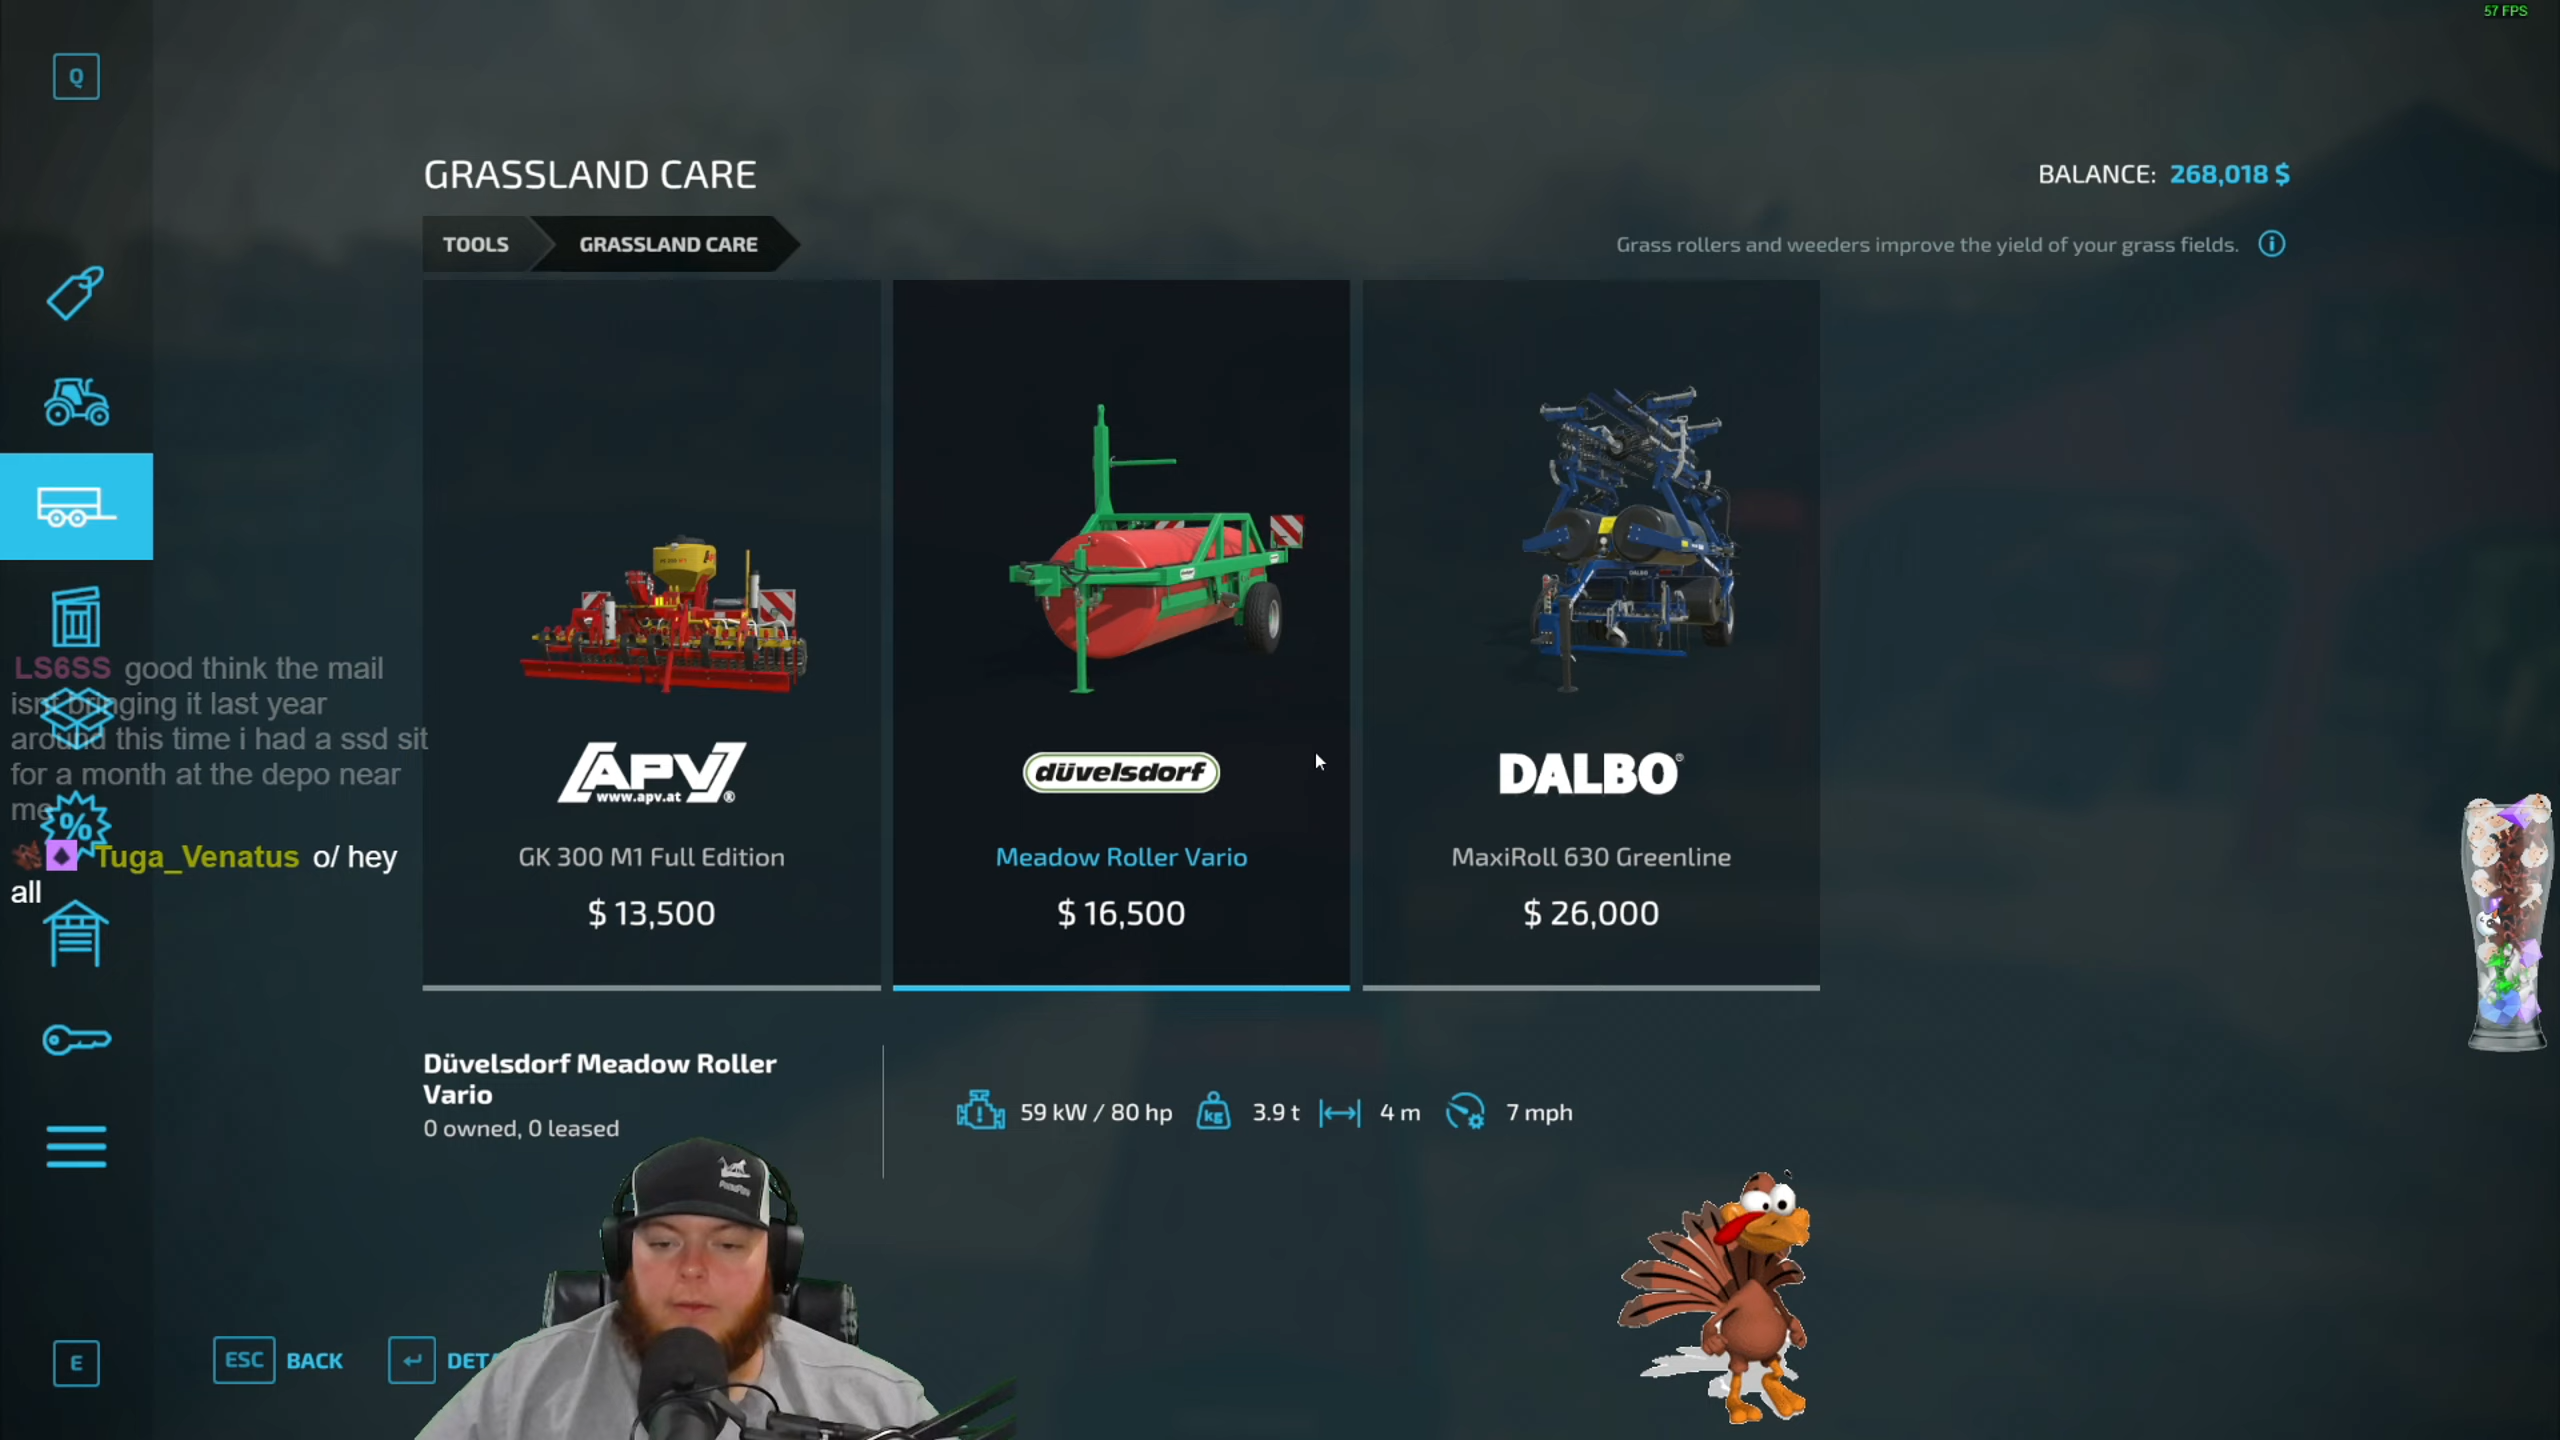 57 FPS
Q
GRASSLAND CARE
BALANCE: 268,018 $
TOOLS
GRASSLAND CARE
Grass rollers and weeders improve the yield of your grass fields.
LS6SS good think the mail
isnt bringing it last year
around this time i had a ssd sit
for a month at the depo near
me
Tuga_Venatus o/ hey
all
APV
www.apv.at
düvelsdorf
DALBO
GK 300 M1 Full Edition
Meadow Roller Vario
MaxiRoll 630 Greenline
$ 13,500
$ 16,500
$ 26,000
Düvelsdorf Meadow Roller
Vario
0 owned, 0 leased
kg
59 kW / 80 hp
3.9 t
4 m
7 mph
E
ESC BACK